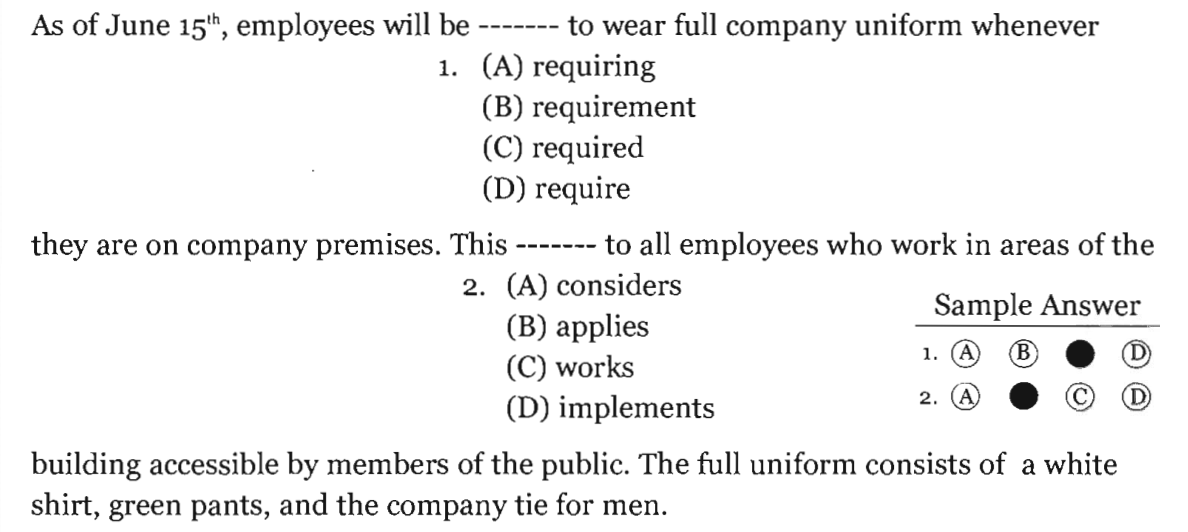 As of June 15th, employees will be ------- to wear full company uniform whenever
1. (A) requiring
(B) requirement
(C) required
(D) require
they are on company premises. This ------- to all employees who work in areas of the
2. (A) considers
(B) applies
(C) works
(D) implements
Sample Answer
1. (A) (B) ● (D)
2. (A) ● (C) (D)
building accessible by members of the public. The full uniform consists of a white
shirt, green pants, and the company tie for men.